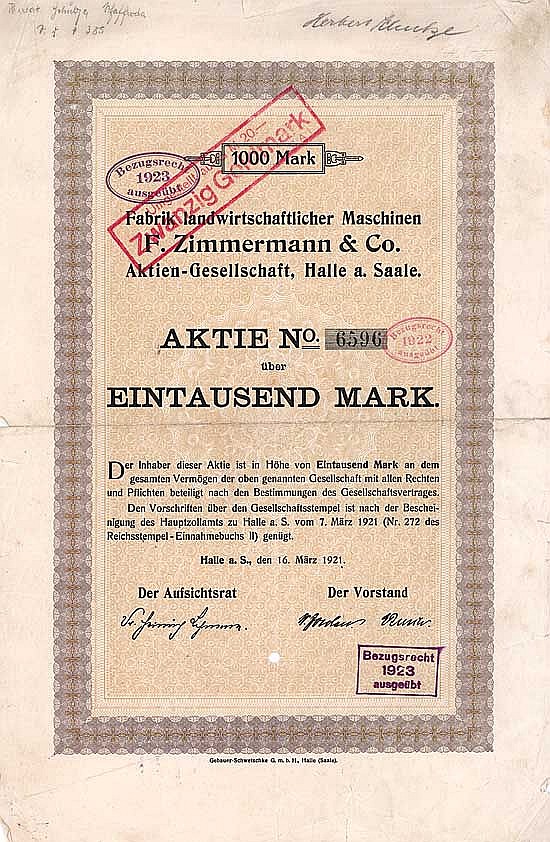 Herbert
1000 Mark
Bezugsrecht
1923
ausgeübt
Umgestellt auf M. 20.—
Zwanzig Goldmark
Fabrik landwirtschaftlicher Maschinen
F. Zimmermann & Co.
Aktien-Gesellschaft, Halle a. Saale.
AKTIE No. 6596
Bezugsrecht
1922
ausgeübt
über
EINTAUSEND MARK.
Der Inhaber dieser Aktie ist in Höhe von Eintausend Mark an dem
gesamten Vermögen der oben genannten Gesellschaft mit allen Rechten
und Pflichten beteiligt nach den Bestimmungen des Gesellschaftsvertrages.
Den Vorschriften über den Gesellschaftsstempel ist nach der Beschei-
nigung des Hauptzollamts zu Halle a. S. vom 7. März 1921 (Nr. 272 des
Reichsstempel-Einnahmebuchs II) genügt.
Halle a. S., den 16. März 1921.
Der Aufsichtsrat Der Vorstand
Bezugsrecht
1923
ausgeübt
Gebauer-Schwetschke G. m. b. H., Halle (Saale).